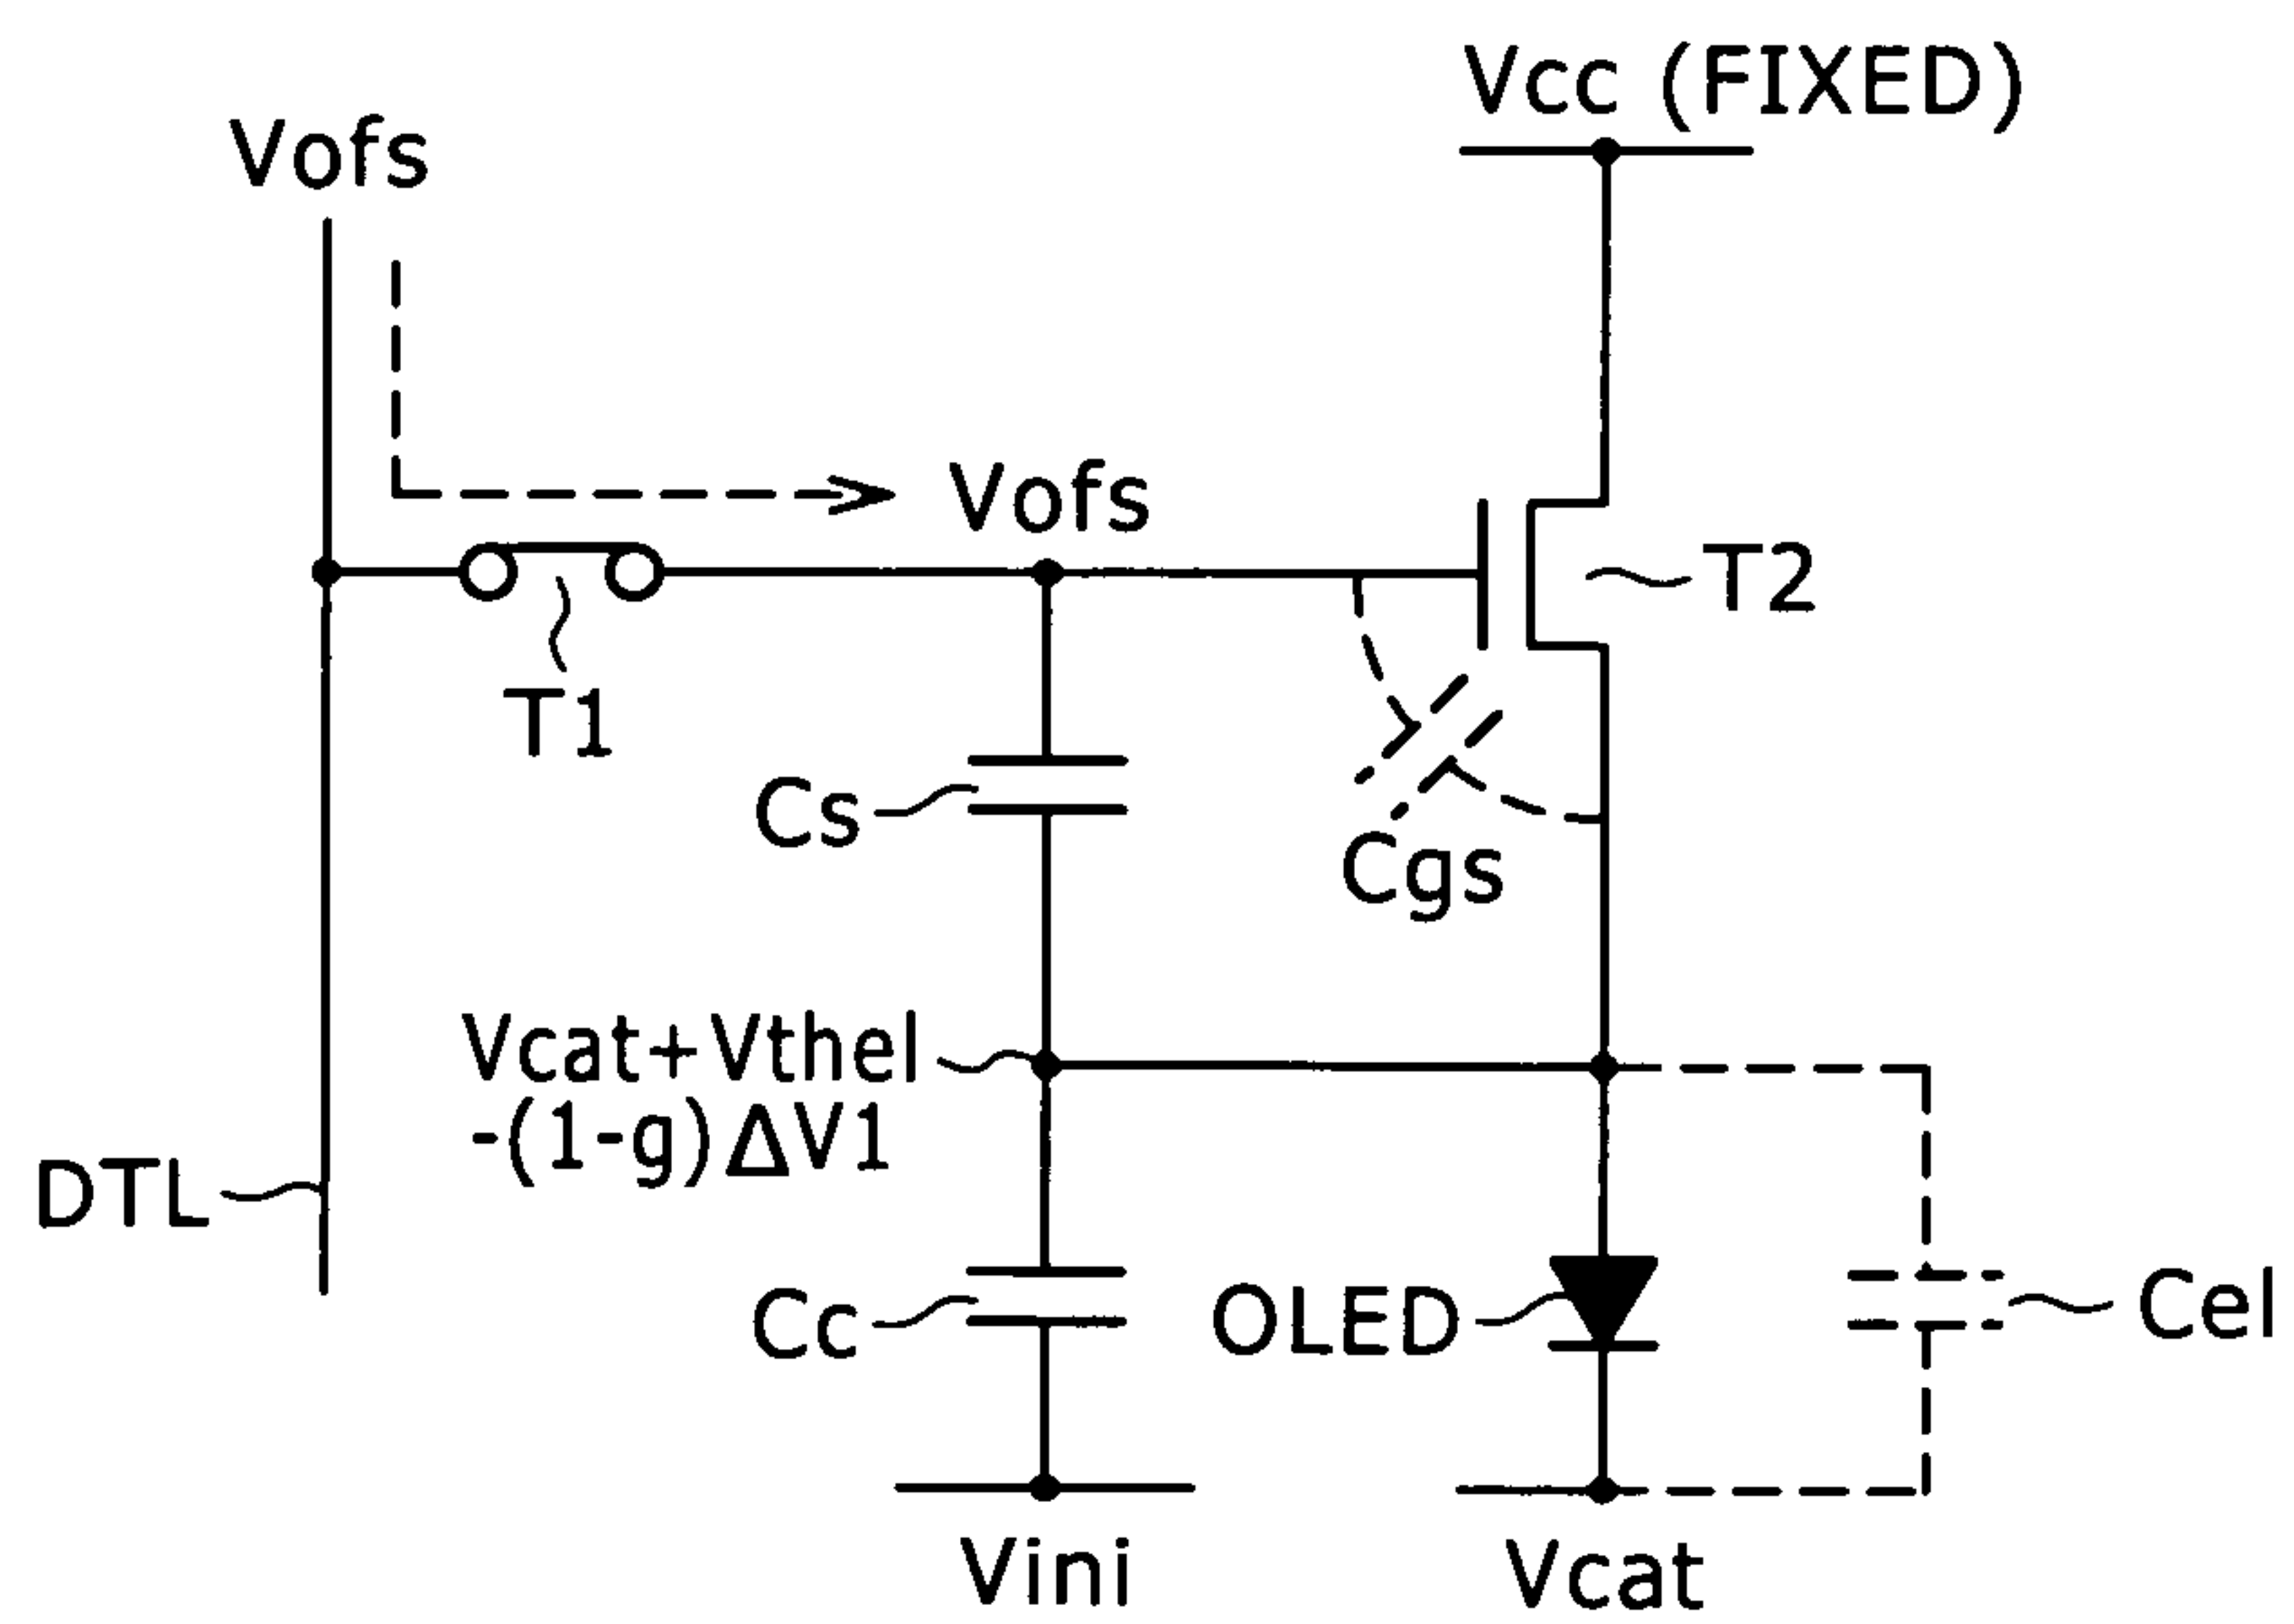 Vcc (FIXED)
Vofs
Vofs
T2
T1
Cs
Cgs
Vcat+Vthel
-(1-g)ΔV1
DTL
Cc
OLED
Cel
Vini
Vcat